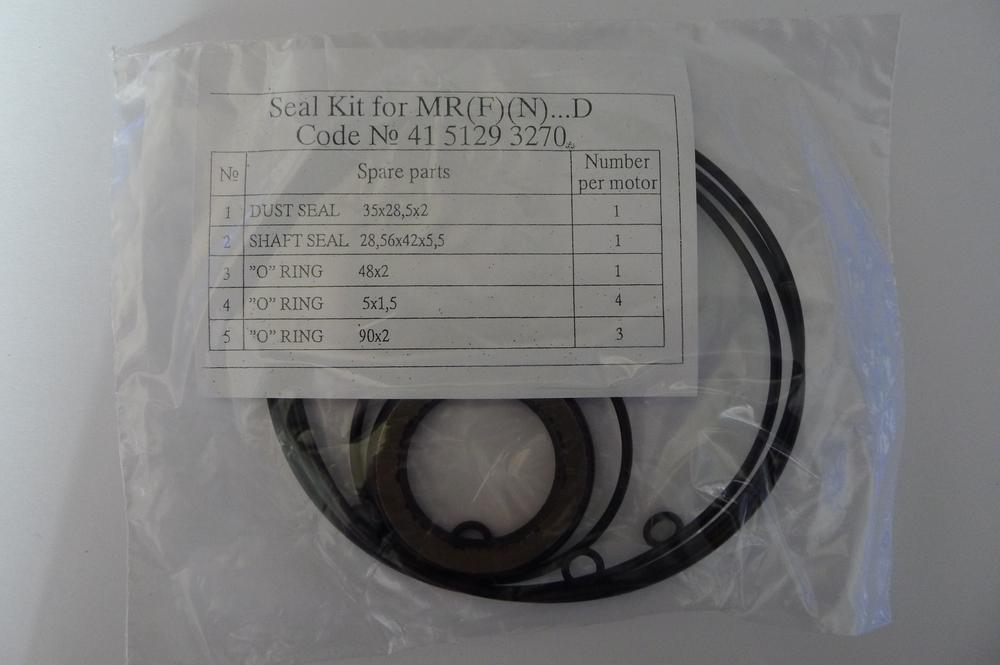 Seal Kit for MR(F)(N)...D
Code № 41 5129 3270
№ Spare parts Number per motor
1 DUST SEAL 35x28,5x2 1
2 SHAFT SEAL 28,56x42x5,5 1
3 "O" RING 48x2 1
4 "O" RING 5x1,5 4
5 "O" RING 90x2 3